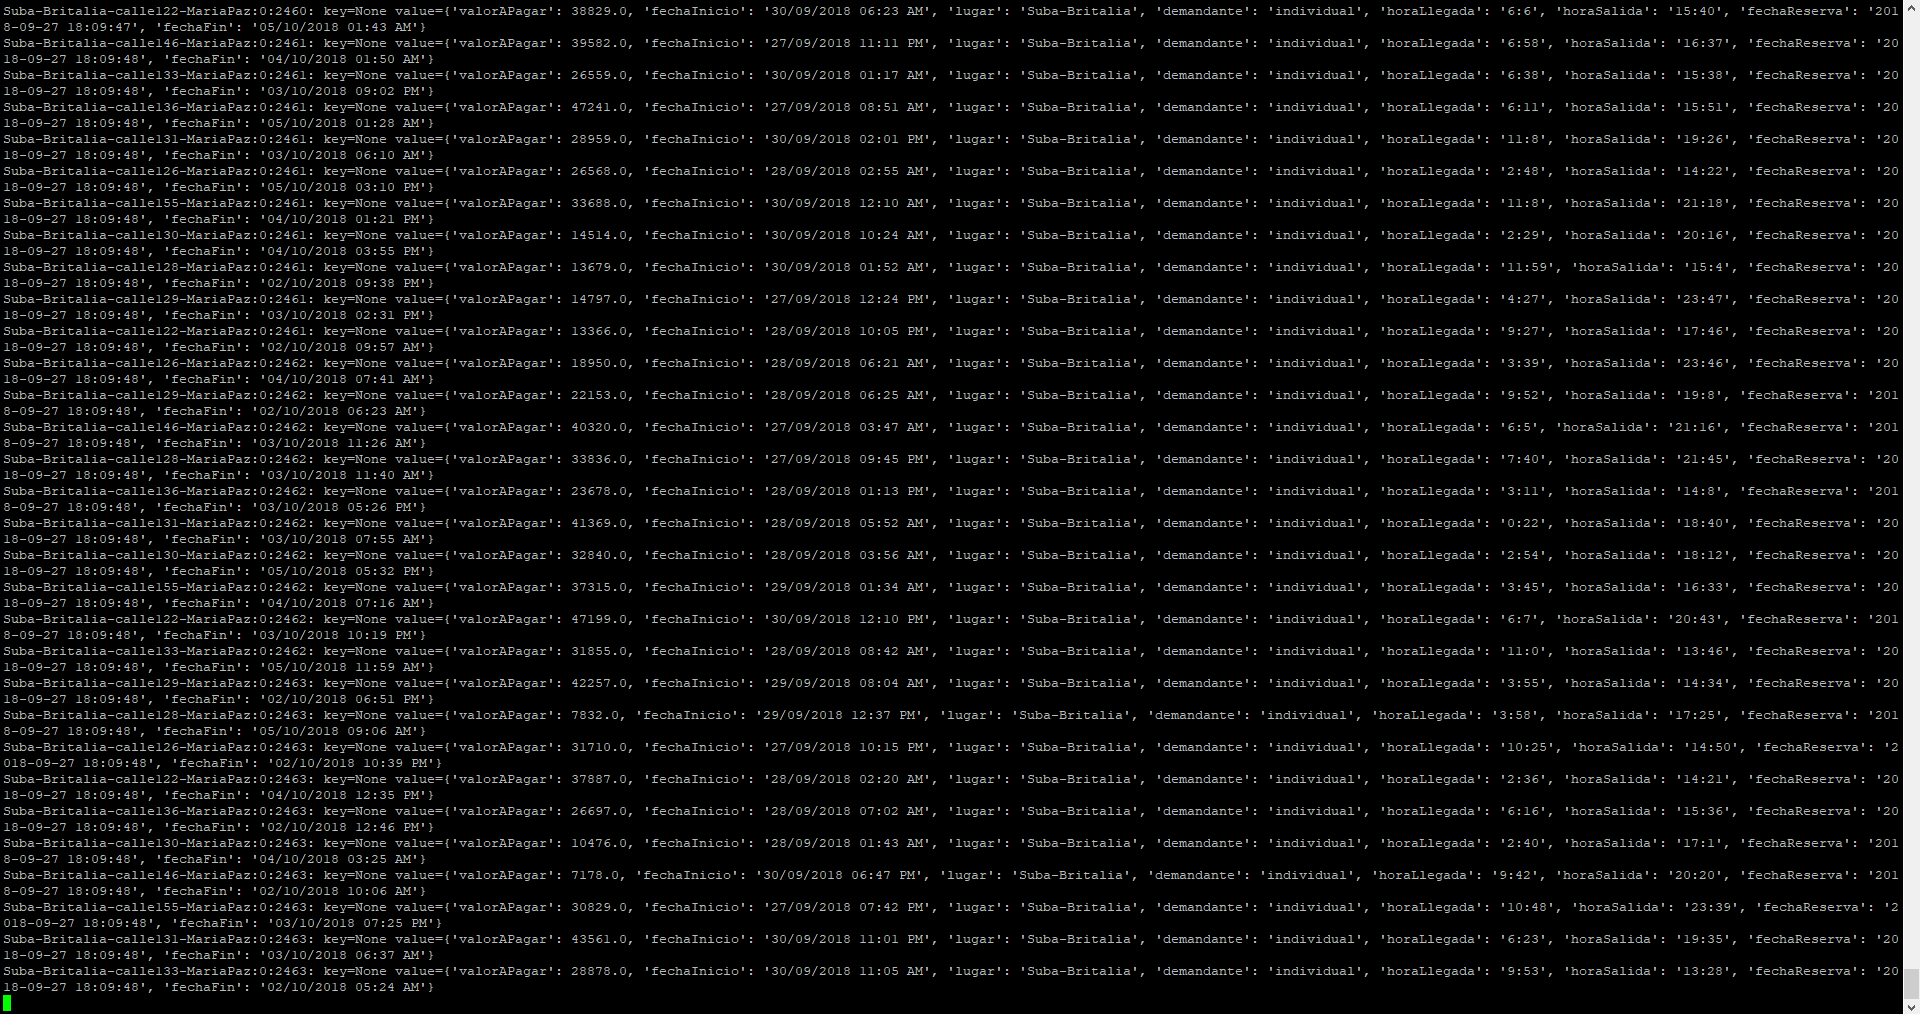 Suba-Britalia-calle122-MariaPaz:0:2460: key=None value={'valorAPagar': 38829.0, 'fechaInicio': '30/09/2018 06:23 AM', 'lugar': 'Suba-Britalia', 'demandante': 'individual', 'horaLlegada': '6:6', 'horaSalida': '15:40', 'fechaReserva': '201
8-09-27 18:09:47', 'fechaFin': '05/10/2018 01:43 AM'}
Suba-Britalia-calle146-MariaPaz:0:2461: key=None value={'valorAPagar': 39582.0, 'fechaInicio': '27/09/2018 11:11 PM', 'lugar': 'Suba-Britalia', 'demandante': 'individual', 'horaLlegada': '6:58', 'horaSalida': '16:37', 'fechaReserva': '20
18-09-27 18:09:48', 'fechaFin': '04/10/2018 01:50 AM'}
Suba-Britalia-calle133-MariaPaz:0:2461: key=None value={'valorAPagar': 26559.0, 'fechaInicio': '30/09/2018 01:17 AM', 'lugar': 'Suba-Britalia', 'demandante': 'individual', 'horaLlegada': '6:38', 'horaSalida': '15:38', 'fechaReserva': '20
18-09-27 18:09:48', 'fechaFin': '03/10/2018 09:02 PM'}
Suba-Britalia-calle136-MariaPaz:0:2461: key=None value={'valorAPagar': 47241.0, 'fechaInicio': '27/09/2018 08:51 AM', 'lugar': 'Suba-Britalia', 'demandante': 'individual', 'horaLlegada': '6:11', 'horaSalida': '15:51', 'fechaReserva': '20
18-09-27 18:09:48', 'fechaFin': '05/10/2018 01:28 AM'}
Suba-Britalia-calle131-MariaPaz:0:2461: key=None value={'valorAPagar': 28959.0, 'fechaInicio': '30/09/2018 02:01 PM', 'lugar': 'Suba-Britalia', 'demandante': 'individual', 'horaLlegada': '11:8', 'horaSalida': '19:26', 'fechaReserva': '20
18-09-27 18:09:48', 'fechaFin': '03/10/2018 06:10 AM'}
Suba-Britalia-calle126-MariaPaz:0:2461: key=None value={'valorAPagar': 26568.0, 'fechaInicio': '28/09/2018 02:55 AM', 'lugar': 'Suba-Britalia', 'demandante': 'individual', 'horaLlegada': '2:48', 'horaSalida': '14:22', 'fechaReserva': '20
18-09-27 18:09:48', 'fechaFin': '05/10/2018 03:10 PM'}
Suba-Britalia-calle155-MariaPaz:0:2461: key=None value={'valorAPagar': 33688.0, 'fechaInicio': '30/09/2018 12:10 AM', 'lugar': 'Suba-Britalia', 'demandante': 'individual', 'horaLlegada': '11:8', 'horaSalida': '21:18', 'fechaReserva': '20
18-09-27 18:09:48', 'fechaFin': '04/10/2018 01:21 PM'}
Suba-Britalia-calle130-MariaPaz:0:2461: key=None value={'valorAPagar': 14514.0, 'fechaInicio': '30/09/2018 10:24 AM', 'lugar': 'Suba-Britalia', 'demandante': 'individual', 'horaLlegada': '2:29', 'horaSalida': '20:16', 'fechaReserva': '20
18-09-27 18:09:48', 'fechaFin': '04/10/2018 03:55 PM'}
Suba-Britalia-calle128-MariaPaz:0:2461: key=None value={'valorAPagar': 13679.0, 'fechaInicio': '30/09/2018 01:52 AM', 'lugar': 'Suba-Britalia', 'demandante': 'individual', 'horaLlegada': '11:59', 'horaSalida': '15:4', 'fechaReserva': '20
18-09-27 18:09:48', 'fechaFin': '02/10/2018 09:38 PM'}
Suba-Britalia-calle129-MariaPaz:0:2461: key=None value={'valorAPagar': 14797.0, 'fechaInicio': '27/09/2018 12:24 PM', 'lugar': 'Suba-Britalia', 'demandante': 'individual', 'horaLlegada': '4:27', 'horaSalida': '23:47', 'fechaReserva': '20
18-09-27 18:09:48', 'fechaFin': '03/10/2018 02:31 PM'}
Suba-Britalia-calle122-MariaPaz:0:2461: key=None value={'valorAPagar': 13366.0, 'fechaInicio': '28/09/2018 10:05 PM', 'lugar': 'Suba-Britalia', 'demandante': 'individual', 'horaLlegada': '9:27', 'horaSalida': '17:46', 'fechaReserva': '20
18-09-27 18:09:48', 'fechaFin': '02/10/2018 09:57 AM'}
Suba-Britalia-calle126-MariaPaz:0:2462: key=None value={'valorAPagar': 18950.0, 'fechaInicio': '28/09/2018 06:21 AM', 'lugar': 'Suba-Britalia', 'demandante': 'individual', 'horaLlegada': '3:39', 'horaSalida': '23:46', 'fechaReserva': '20
18-09-27 18:09:48', 'fechaFin': '04/10/2018 07:41 AM'}
Suba-Britalia-calle129-MariaPaz:0:2462: key=None value={'valorAPagar': 22153.0, 'fechaInicio': '28/09/2018 06:25 AM', 'lugar': 'Suba-Britalia', 'demandante': 'individual', 'horaLlegada': '9:52', 'horaSalida': '19:8', 'fechaReserva': '201
8-09-27 18:09:48', 'fechaFin': '02/10/2018 06:23 AM'}
Suba-Britalia-calle146-MariaPaz:0:2462: key=None value={'valorAPagar': 40320.0, 'fechaInicio': '27/09/2018 03:47 AM', 'lugar': 'Suba-Britalia', 'demandante': 'individual', 'horaLlegada': '6:5', 'horaSalida': '21:16', 'fechaReserva': '201
8-09-27 18:09:48', 'fechaFin': '03/10/2018 11:26 AM'}
Suba-Britalia-calle128-MariaPaz:0:2462: key=None value={'valorAPagar': 33836.0, 'fechaInicio': '27/09/2018 09:45 PM', 'lugar': 'Suba-Britalia', 'demandante': 'individual', 'horaLlegada': '7:40', 'horaSalida': '21:45', 'fechaReserva': '20
18-09-27 18:09:48', 'fechaFin': '03/10/2018 11:40 AM'}
Suba-Britalia-calle136-MariaPaz:0:2462: key=None value={'valorAPagar': 23678.0, 'fechaInicio': '28/09/2018 01:13 PM', 'lugar': 'Suba-Britalia', 'demandante': 'individual', 'horaLlegada': '3:11', 'horaSalida': '14:8', 'fechaReserva': '201
8-09-27 18:09:48', 'fechaFin': '03/10/2018 05:26 PM'}
Suba-Britalia-calle131-MariaPaz:0:2462: key=None value={'valorAPagar': 41369.0, 'fechaInicio': '28/09/2018 05:52 AM', 'lugar': 'Suba-Britalia', 'demandante': 'individual', 'horaLlegada': '0:22', 'horaSalida': '18:40', 'fechaReserva': '20
18-09-27 18:09:48', 'fechaFin': '03/10/2018 07:55 AM'}
Suba-Britalia-calle130-MariaPaz:0:2462: key=None value={'valorAPagar': 32840.0, 'fechaInicio': '28/09/2018 03:56 AM', 'lugar': 'Suba-Britalia', 'demandante': 'individual', 'horaLlegada': '2:54', 'horaSalida': '18:12', 'fechaReserva': '20
18-09-27 18:09:48', 'fechaFin': '05/10/2018 05:32 PM'}
Suba-Britalia-calle155-MariaPaz:0:2462: key=None value={'valorAPagar': 37315.0, 'fechaInicio': '29/09/2018 01:34 AM', 'lugar': 'Suba-Britalia', 'demandante': 'individual', 'horaLlegada': '3:45', 'horaSalida': '16:33', 'fechaReserva': '20
18-09-27 18:09:48', 'fechaFin': '04/10/2018 07:16 AM'}
Suba-Britalia-calle122-MariaPaz:0:2462: key=None value={'valorAPagar': 47199.0, 'fechaInicio': '30/09/2018 12:10 PM', 'lugar': 'Suba-Britalia', 'demandante': 'individual', 'horaLlegada': '6:7', 'horaSalida': '20:43', 'fechaReserva': '201
8-09-27 18:09:48', 'fechaFin': '03/10/2018 10:19 PM'}
Suba-Britalia-calle133-MariaPaz:0:2462: key=None value={'valorAPagar': 31855.0, 'fechaInicio': '28/09/2018 08:42 AM', 'lugar': 'Suba-Britalia', 'demandante': 'individual', 'horaLlegada': '11:0', 'horaSalida': '13:46', 'fechaReserva': '20
18-09-27 18:09:48', 'fechaFin': '05/10/2018 11:59 AM'}
Suba-Britalia-calle129-MariaPaz:0:2463: key=None value={'valorAPagar': 42257.0, 'fechaInicio': '29/09/2018 08:04 AM', 'lugar': 'Suba-Britalia', 'demandante': 'individual', 'horaLlegada': '3:55', 'horaSalida': '14:34', 'fechaReserva': '20
18-09-27 18:09:48', 'fechaFin': '02/10/2018 06:51 AM'}
Suba-Britalia-calle128-MariaPaz:0:2463: key=None value={'valorAPagar': 7832.0, 'fechaInicio': '29/09/2018 12:37 PM', 'lugar': 'Suba-Britalia', 'demandante': 'individual', 'horaLlegada': '3:58', 'horaSalida': '17:25', 'fechaReserva': '201
8-09-27 18:09:48', 'fechaFin': '05/10/2018 09:06 AM'}
Suba-Britalia-calle126-MariaPaz:0:2463: key=None value={'valorAPagar': 31710.0, 'fechaInicio': '27/09/2018 10:15 PM', 'lugar': 'Suba-Britalia', 'demandante': 'individual', 'horaLlegada': '10:25', 'horaSalida': '14:50', 'fechaReserva': '2
018-09-27 18:09:48', 'fechaFin': '02/10/2018 10:39 PM'}
Suba-Britalia-calle122-MariaPaz:0:2463: key=None value={'valorAPagar': 37887.0, 'fechaInicio': '28/09/2018 02:20 AM', 'lugar': 'Suba-Britalia', 'demandante': 'individual', 'horaLlegada': '2:36', 'horaSalida': '14:21', 'fechaReserva': '20
18-09-27 18:09:48', 'fechaFin': '04/10/2018 12:35 PM'}
Suba-Britalia-calle136-MariaPaz:0:2463: key=None value={'valorAPagar': 26697.0, 'fechaInicio': '28/09/2018 07:02 AM', 'lugar': 'Suba-Britalia', 'demandante': 'individual', 'horaLlegada': '6:16', 'horaSalida': '15:36', 'fechaReserva': '20
18-09-27 18:09:48', 'fechaFin': '02/10/2018 12:46 PM'}
Suba-Britalia-calle130-MariaPaz:0:2463: key=None value={'valorAPagar': 10476.0, 'fechaInicio': '28/09/2018 01:43 AM', 'lugar': 'Suba-Britalia', 'demandante': 'individual', 'horaLlegada': '2:40', 'horaSalida': '17:1', 'fechaReserva': '201
8-09-27 18:09:48', 'fechaFin': '04/10/2018 03:25 AM'}
Suba-Britalia-calle146-MariaPaz:0:2463: key=None value={'valorAPagar': 7178.0, 'fechaInicio': '30/09/2018 06:47 PM', 'lugar': 'Suba-Britalia', 'demandante': 'individual', 'horaLlegada': '9:42', 'horaSalida': '20:20', 'fechaReserva': '201
8-09-27 18:09:48', 'fechaFin': '02/10/2018 10:06 AM'}
Suba-Britalia-calle155-MariaPaz:0:2463: key=None value={'valorAPagar': 30829.0, 'fechaInicio': '27/09/2018 07:42 PM', 'lugar': 'Suba-Britalia', 'demandante': 'individual', 'horaLlegada': '10:48', 'horaSalida': '23:39', 'fechaReserva': '2
018-09-27 18:09:48', 'fechaFin': '03/10/2018 07:25 PM'}
Suba-Britalia-calle131-MariaPaz:0:2463: key=None value={'valorAPagar': 43561.0, 'fechaInicio': '30/09/2018 11:01 PM', 'lugar': 'Suba-Britalia', 'demandante': 'individual', 'horaLlegada': '6:23', 'horaSalida': '19:35', 'fechaReserva': '20
18-09-27 18:09:48', 'fechaFin': '03/10/2018 06:37 AM'}
Suba-Britalia-calle133-MariaPaz:0:2463: key=None value={'valorAPagar': 28878.0, 'fechaInicio': '30/09/2018 11:05 AM', 'lugar': 'Suba-Britalia', 'demandante': 'individual', 'horaLlegada': '9:53', 'horaSalida': '13:28', 'fechaReserva': '20
18-09-27 18:09:48', 'fechaFin': '02/10/2018 05:24 AM'}